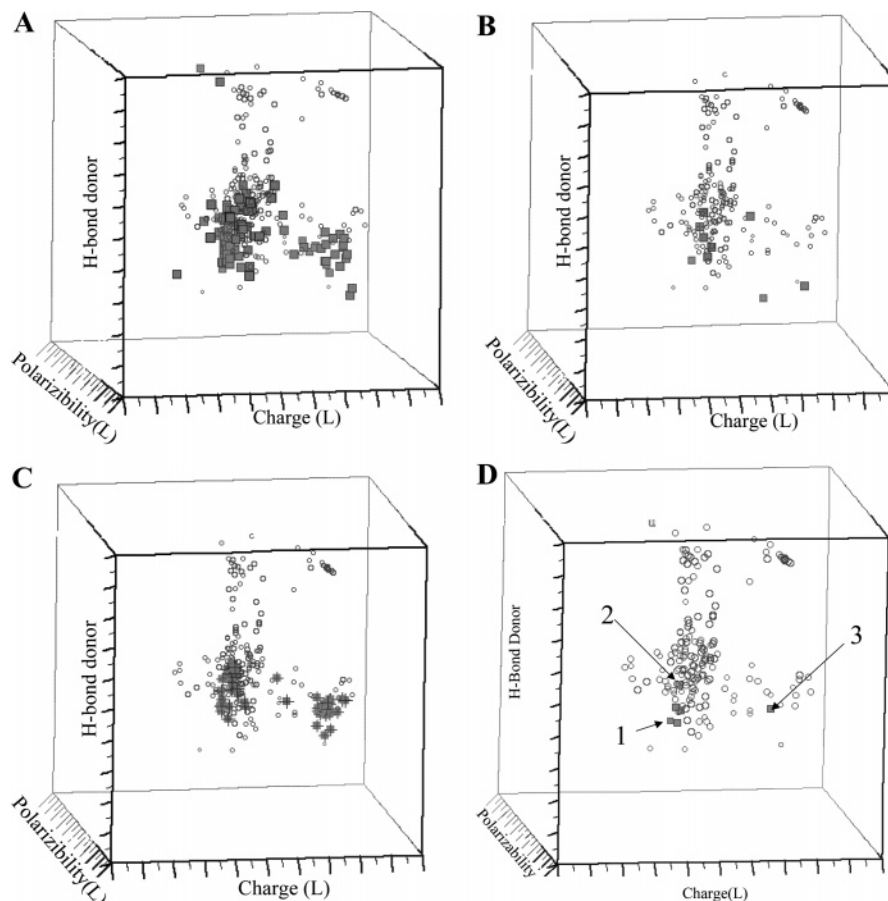 A
H-bond donor
Polarizibility(L)
Charge (L)
B
H-bond donor
Polarizibility(L)
Charge (L)
C
H-bond donor
Polarizibility(L)
Charge (L)
D
u
2
3
1
H-Bond Donor
Polarizability
Charge(L)